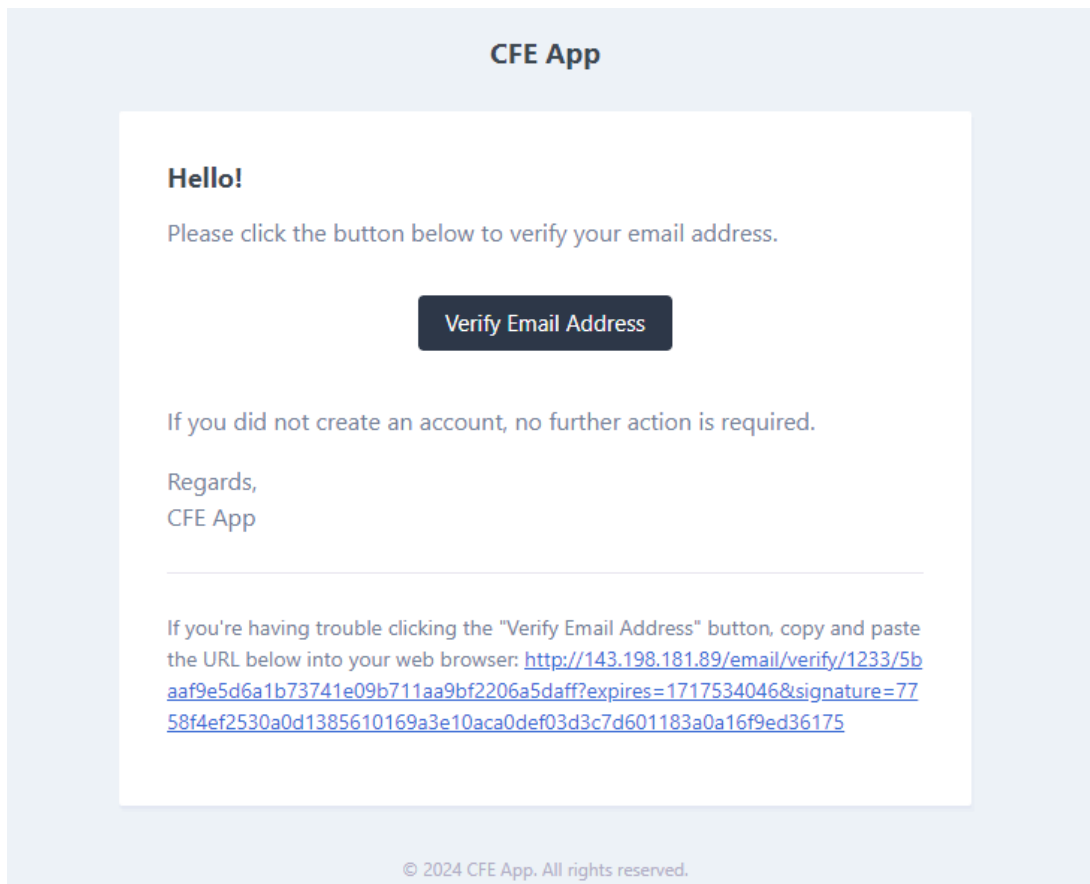 CFE App
Hello!
Please click the button below to verify your email address.
Verify Email Address
If you did not create an account, no further action is required.
Regards,
CFE App
If you're having trouble clicking the "Verify Email Address" button, copy and paste
the URL below into your web browser: http://143.198.181.89/email/verify/1233/5b
aaf9e5d6a1b73741e09b711aa9bf2206a5daff?expires=1717534046&signature=77
58f4ef2530a0d1385610169a3e10aca0def03d3c7d601183a0a16f9ed36175
© 2024 CFE App. All rights reserved.